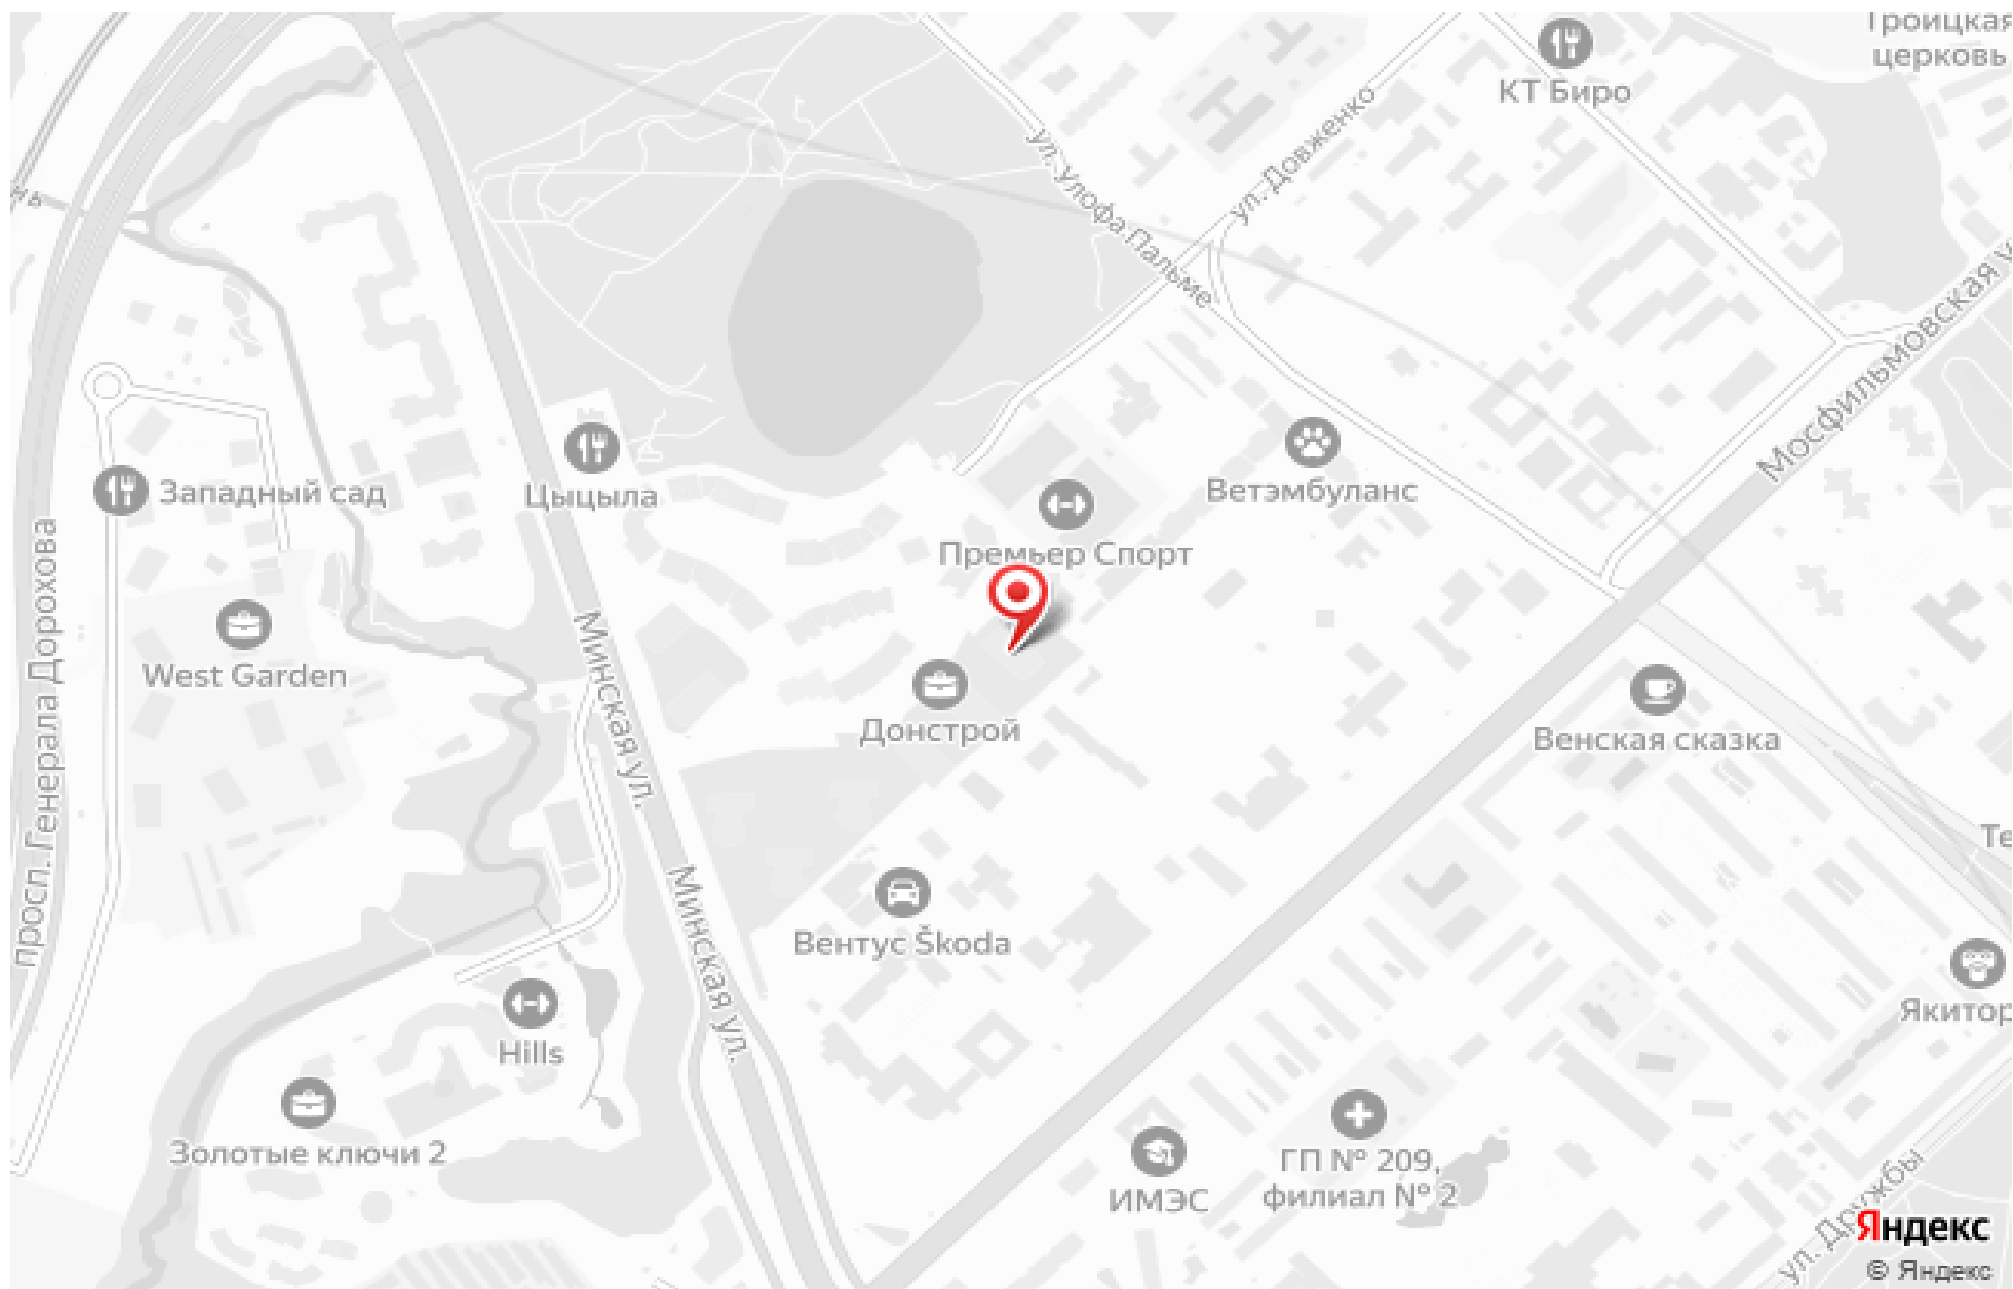 Троицкая
церковь
КТ Биро
ул. Довженко
ул. Улофа Пальме
нь
Мосфильмовская у
Цыцыла
Западный сад
Ветэмбуланс
Премьер Спорт
просп. Генерала Дорохова
West Garden
Минская ул.
Донстрой
Венская сказка
Те
Минская ул.
Вентус Škoda
Якитор
Hills
Золотые ключи 2
ИМЭС
ГП № 209,
филиал № 2
ул. Дружбы
Яндекс
© Яндекс